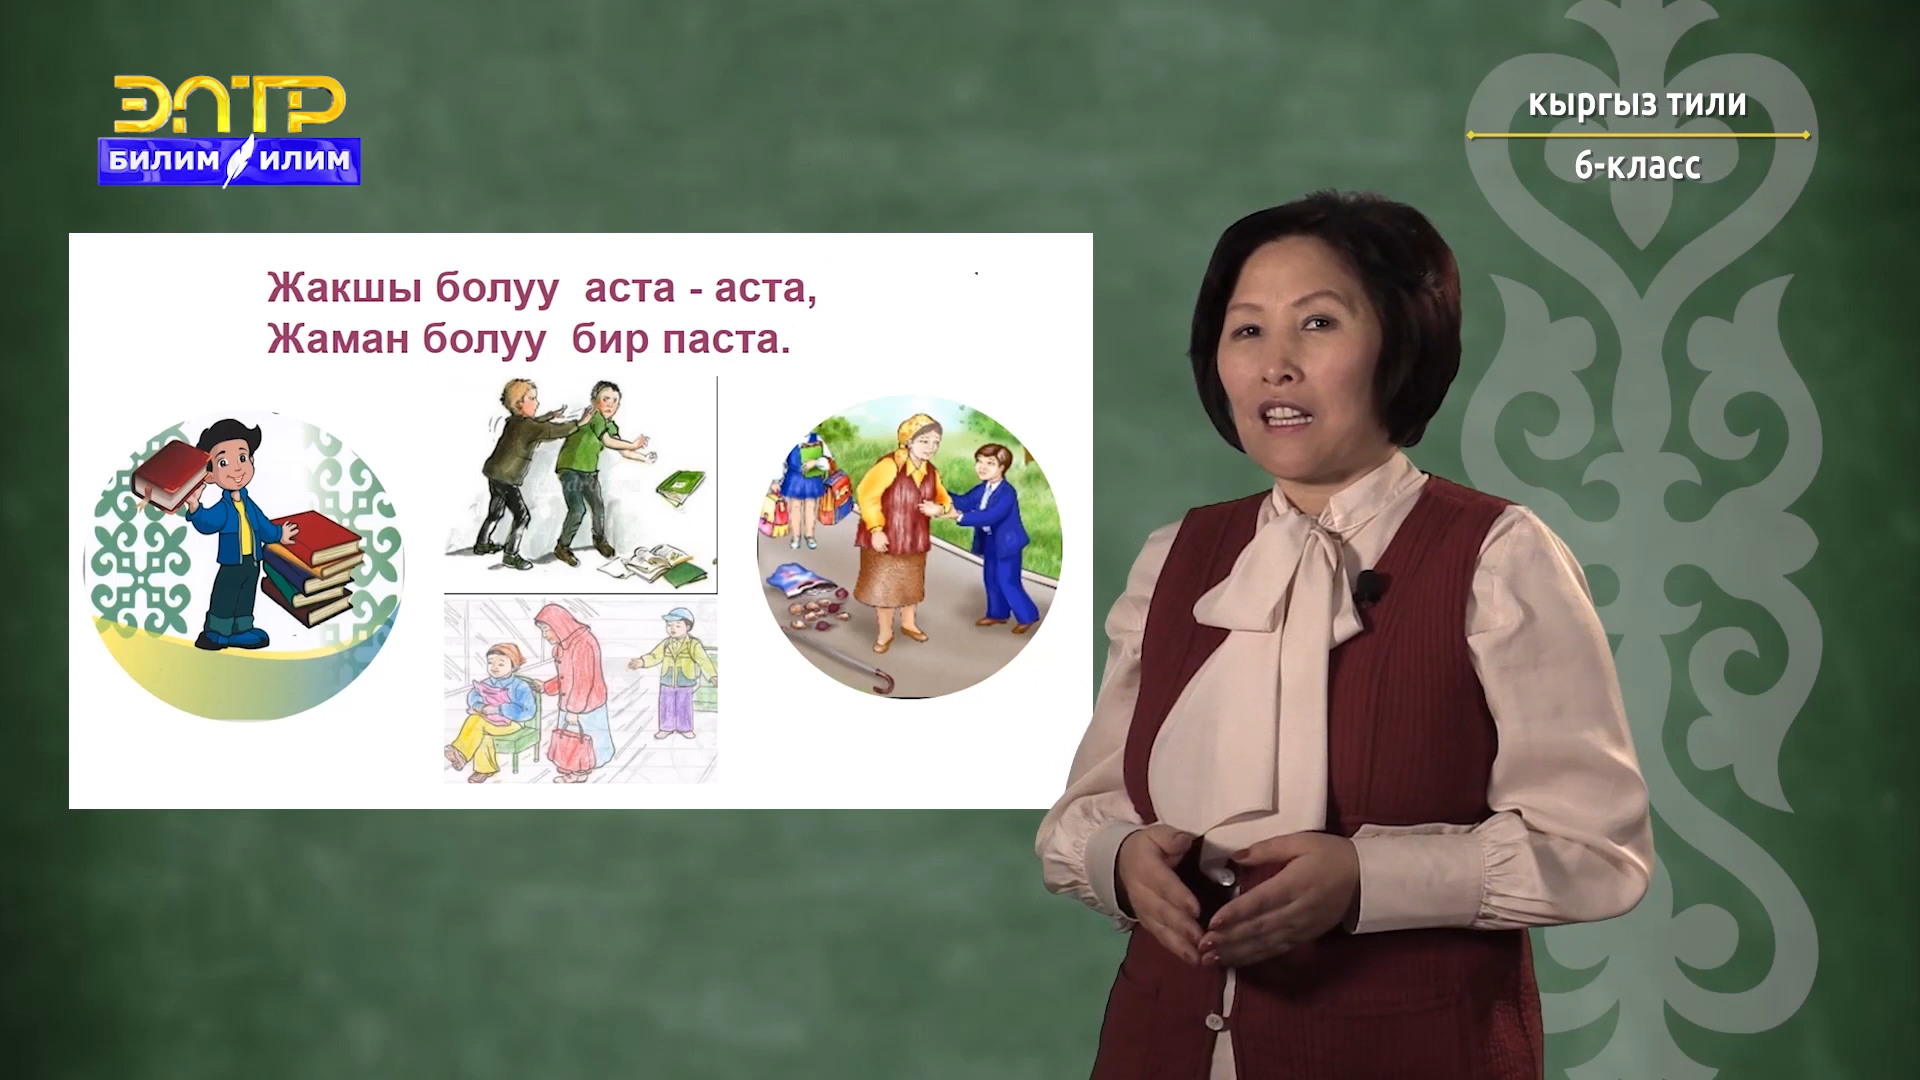 ЭЛТР
БИЛИМ ИЛИМ
кыргыз тили
6-класс
Жакшы болуу аста - аста,
Жаман болуу бир паста.